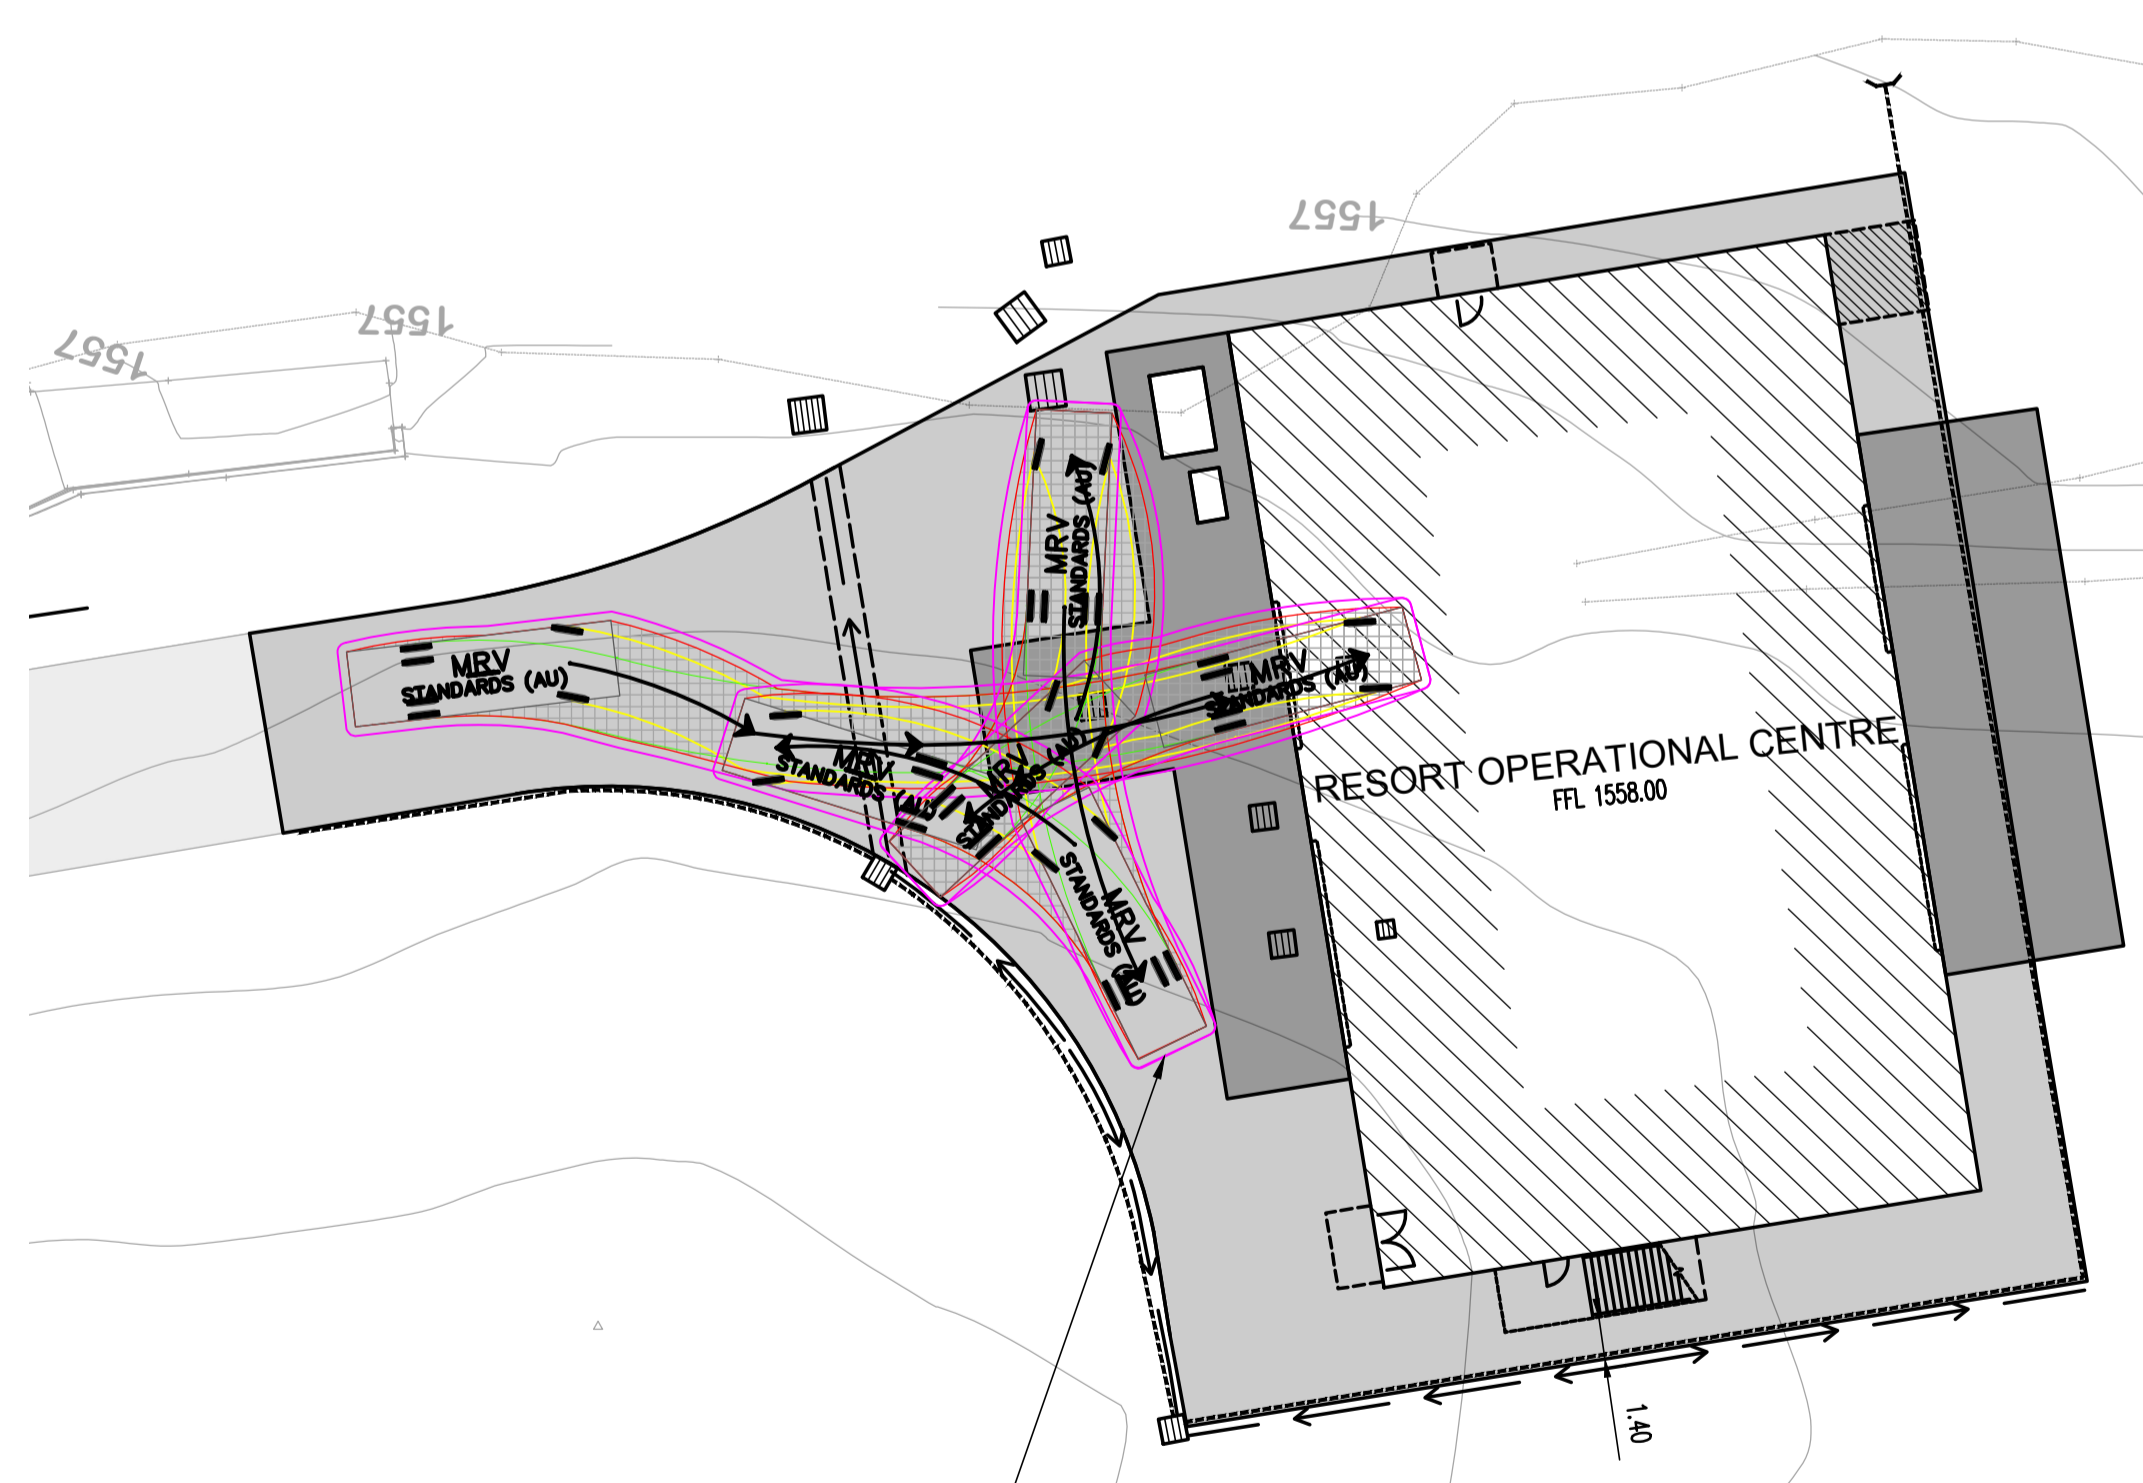 1557
1557
1557
MRV
STANDARDS (AU)
MRV
STANDARDS (AU)
MRV
STANDARDS (AU)
MRV
STANDARDS (AU)
MRV
STANDARDS (AU)
MRV
STANDARDS (AU)
RESORT OPERATIONAL CENTRE
FFL 1558.00
1.40